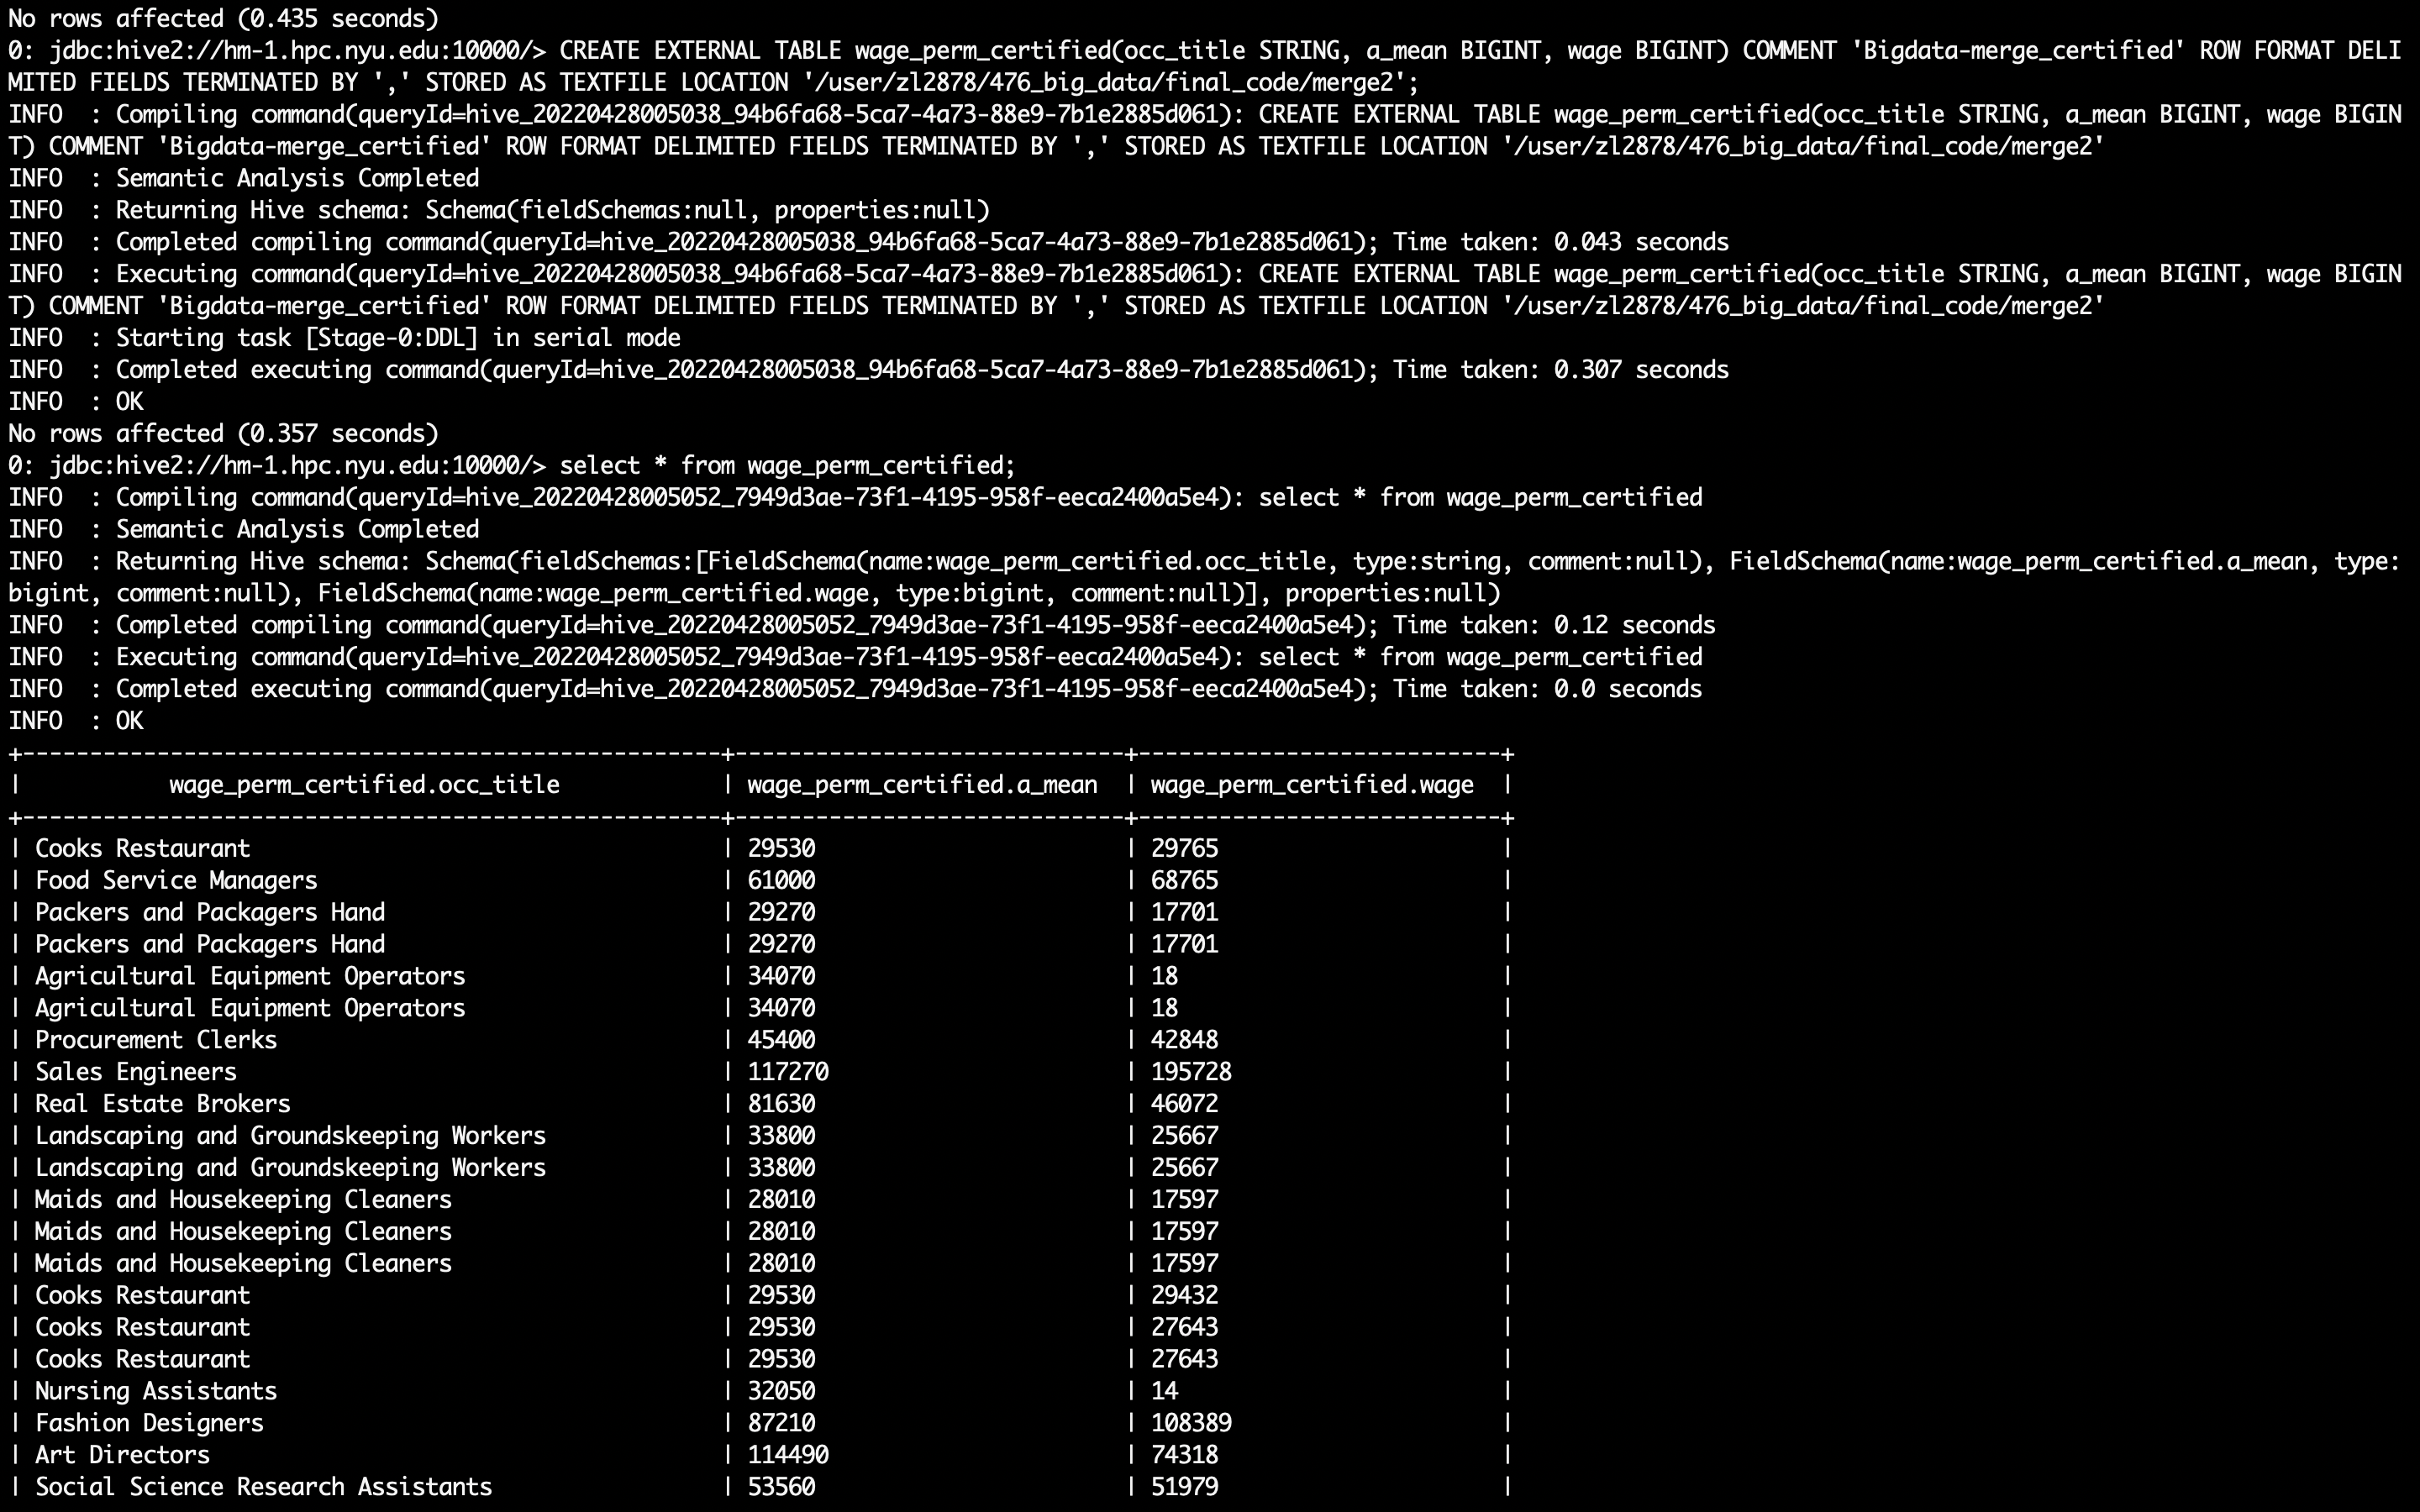 No rows affected (0.435 seconds)
0: jdbc:hive2://hm-1.hpc.nyu.edu:10000/> CREATE EXTERNAL TABLE wage_perm_certified(occ_title STRING, a_mean BIGINT, wage BIGINT) COMMENT 'Bigdata-merge_certified' ROW FORMAT DELI
MITED FIELDS TERMINATED BY ',' STORED AS TEXTFILE LOCATION '/user/zl2878/476_big_data/final_code/merge2';
INFO  : Compiling command(queryId=hive_20220428005038_94b6fa68-5ca7-4a73-88e9-7b1e2885d061): CREATE EXTERNAL TABLE wage_perm_certified(occ_title STRING, a_mean BIGINT, wage BIGIN
T) COMMENT 'Bigdata-merge_certified' ROW FORMAT DELIMITED FIELDS TERMINATED BY ',' STORED AS TEXTFILE LOCATION '/user/zl2878/476_big_data/final_code/merge2'
INFO  : Semantic Analysis Completed
INFO  : Returning Hive schema: Schema(fieldSchemas:null, properties:null)
INFO  : Completed compiling command(queryId=hive_20220428005038_94b6fa68-5ca7-4a73-88e9-7b1e2885d061); Time taken: 0.043 seconds
INFO  : Executing command(queryId=hive_20220428005038_94b6fa68-5ca7-4a73-88e9-7b1e2885d061): CREATE EXTERNAL TABLE wage_perm_certified(occ_title STRING, a_mean BIGINT, wage BIGIN
T) COMMENT 'Bigdata-merge_certified' ROW FORMAT DELIMITED FIELDS TERMINATED BY ',' STORED AS TEXTFILE LOCATION '/user/zl2878/476_big_data/final_code/merge2'
INFO  : Starting task [Stage-0:DDL] in serial mode
INFO  : Completed executing command(queryId=hive_20220428005038_94b6fa68-5ca7-4a73-88e9-7b1e2885d061); Time taken: 0.307 seconds
INFO  : OK
No rows affected (0.357 seconds)
0: jdbc:hive2://hm-1.hpc.nyu.edu:10000/> select * from wage_perm_certified;
INFO  : Compiling command(queryId=hive_20220428005052_7949d3ae-73f1-4195-958f-eeca2400a5e4): select * from wage_perm_certified
INFO  : Semantic Analysis Completed
INFO  : Returning Hive schema: Schema(fieldSchemas:[FieldSchema(name:wage_perm_certified.occ_title, type:string, comment:null), FieldSchema(name:wage_perm_certified.a_mean, type:
bigint, comment:null), FieldSchema(name:wage_perm_certified.wage, type:bigint, comment:null)], properties:null)
INFO  : Completed compiling command(queryId=hive_20220428005052_7949d3ae-73f1-4195-958f-eeca2400a5e4); Time taken: 0.12 seconds
INFO  : Executing command(queryId=hive_20220428005052_7949d3ae-73f1-4195-958f-eeca2400a5e4): select * from wage_perm_certified
INFO  : Completed executing command(queryId=hive_20220428005052_7949d3ae-73f1-4195-958f-eeca2400a5e4); Time taken: 0.0 seconds
INFO  : OK
+----------------------------------------------------+-----------------------------+---------------------------+
|           wage_perm_certified.occ_title            | wage_perm_certified.a_mean  | wage_perm_certified.wage  |
+----------------------------------------------------+-----------------------------+---------------------------+
| Cooks Restaurant                                   | 29530                       | 29765                     |
| Food Service Managers                              | 61000                       | 68765                     |
| Packers and Packagers Hand                         | 29270                       | 17701                     |
| Packers and Packagers Hand                         | 29270                       | 17701                     |
| Agricultural Equipment Operators                   | 34070                       | 18                        |
| Agricultural Equipment Operators                   | 34070                       | 18                        |
| Procurement Clerks                                 | 45400                       | 42848                     |
| Sales Engineers                                    | 117270                      | 195728                    |
| Real Estate Brokers                                | 81630                       | 46072                     |
| Landscaping and Groundskeeping Workers             | 33800                       | 25667                     |
| Landscaping and Groundskeeping Workers             | 33800                       | 25667                     |
| Maids and Housekeeping Cleaners                    | 28010                       | 17597                     |
| Maids and Housekeeping Cleaners                    | 28010                       | 17597                     |
| Maids and Housekeeping Cleaners                    | 28010                       | 17597                     |
| Cooks Restaurant                                   | 29530                       | 29432                     |
| Cooks Restaurant                                   | 29530                       | 27643                     |
| Cooks Restaurant                                   | 29530                       | 27643                     |
| Nursing Assistants                                 | 32050                       | 14                        |
| Fashion Designers                                  | 87210                       | 108389                    |
| Art Directors                                      | 114490                      | 74318                     |
| Social Science Research Assistants                 | 53560                       | 51979                     |